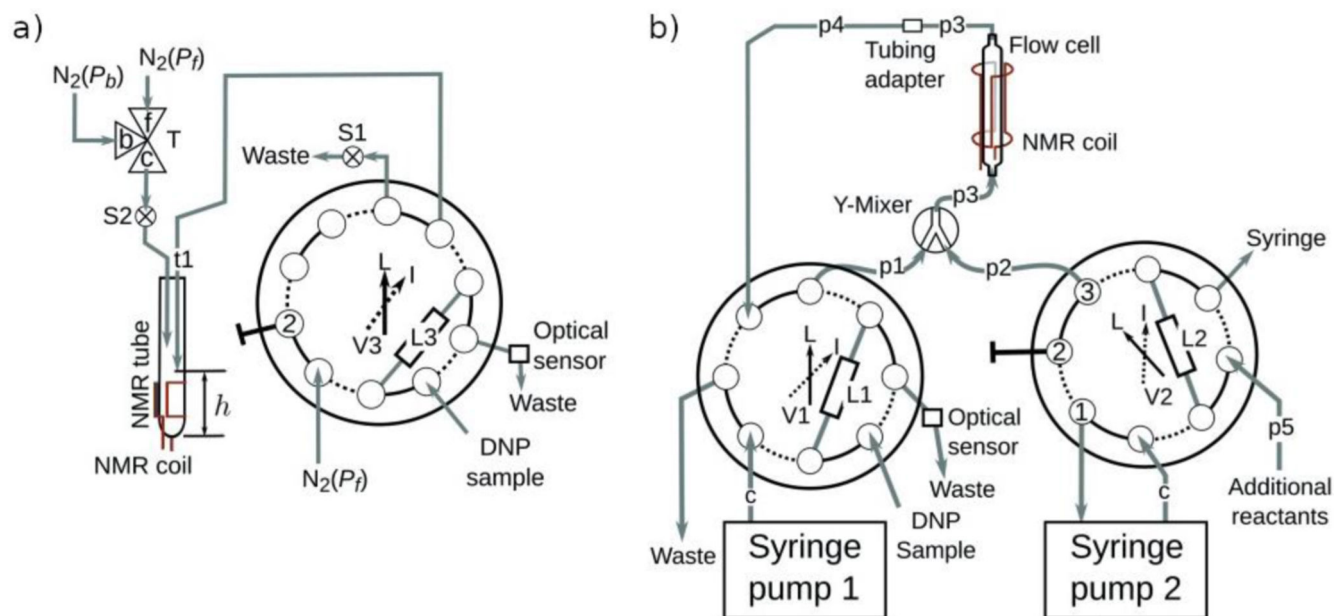 a)
N2(Pf)
N2(Pb)
f
b
T
c
S2
t1
NMR tube
h
NMR coil
S1
Waste
L
I
V3
L3
2
Optical
sensor
Waste
DNP
sample
N2(Pf)
b)
p4
p3
Tubing
adapter
Flow cell
NMR coil
p3
Y-Mixer
p1
p2
L
I
V1
L1
Optical
sensor
Waste
DNP
Sample
c
Waste
Syringe
pump 1
3
2
1
L
I
V2
L2
Syringe
p5
Additional
reactants
c
Syringe
pump 2